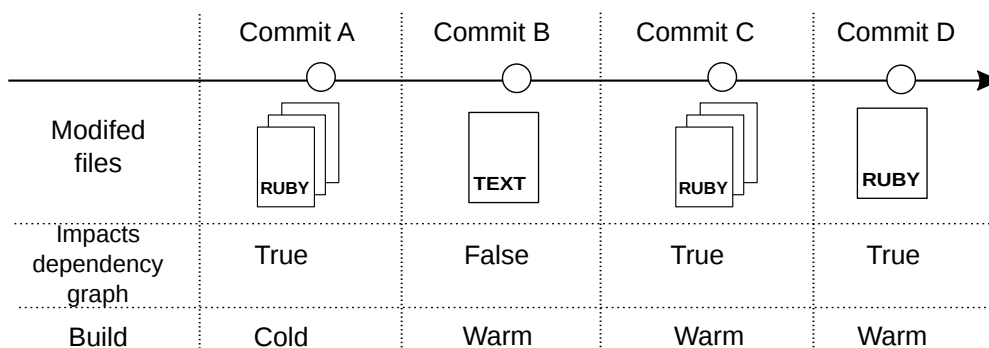 Commit A Commit B Commit C Commit D
Modifed
files
RUBY TEXT RUBY RUBY
Impacts
dependency
graph
True False True True
Build Cold Warm Warm Warm